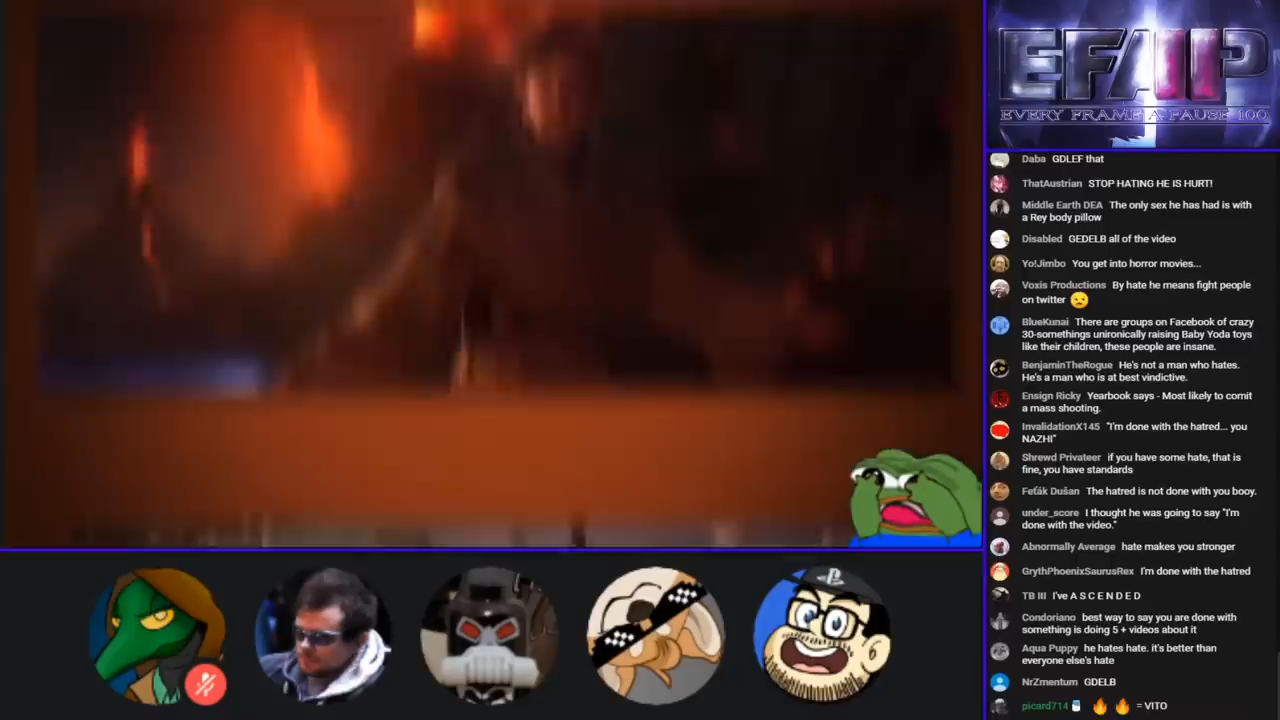 EFAP
EVERY FRAME A PAUSE 100
Daba GDLEF that
ThatAustrian STOP HATING HE IS HURT!
Middle Earth DEA The only sex he has had is with
a Rey body pillow
Disabled GEDELB all of the video
Yo!Jimbo You get into horror movies...
Voxis Productions By hate he means fight people
on twitter 😠
BlueKunai There are groups on Facebook of crazy
30-somethings unironically raising Baby Yoda toys
like their children, these people are insane.
BenjaminTheRogue He's not a man who hates.
He's a man who is at best vindictive.
Ensign Ricky Yearbook says - Most likely to comit
a mass shooting.
InvalidationX145 "I'm done with the hatred... you
NAZHI"
Shrewd Privateer if you have some hate, that is
fine, you have standards
Feťák Dušan The hatred is not done with you booy.
under_score I thought he was going to say "I'm
done with the video."
Abnormally Average hate makes you stronger
GrythPhoenixSaurusRex I'm done with the hatred
TB III I've A S C E N D E D
Condoriano best way to say you are done with
something is doing 5 + videos about it
Aqua Puppy he hates hate. it's better than
everyone else's hate
NrZmentum GDELB
picard714 🔥 🔥 = VITO